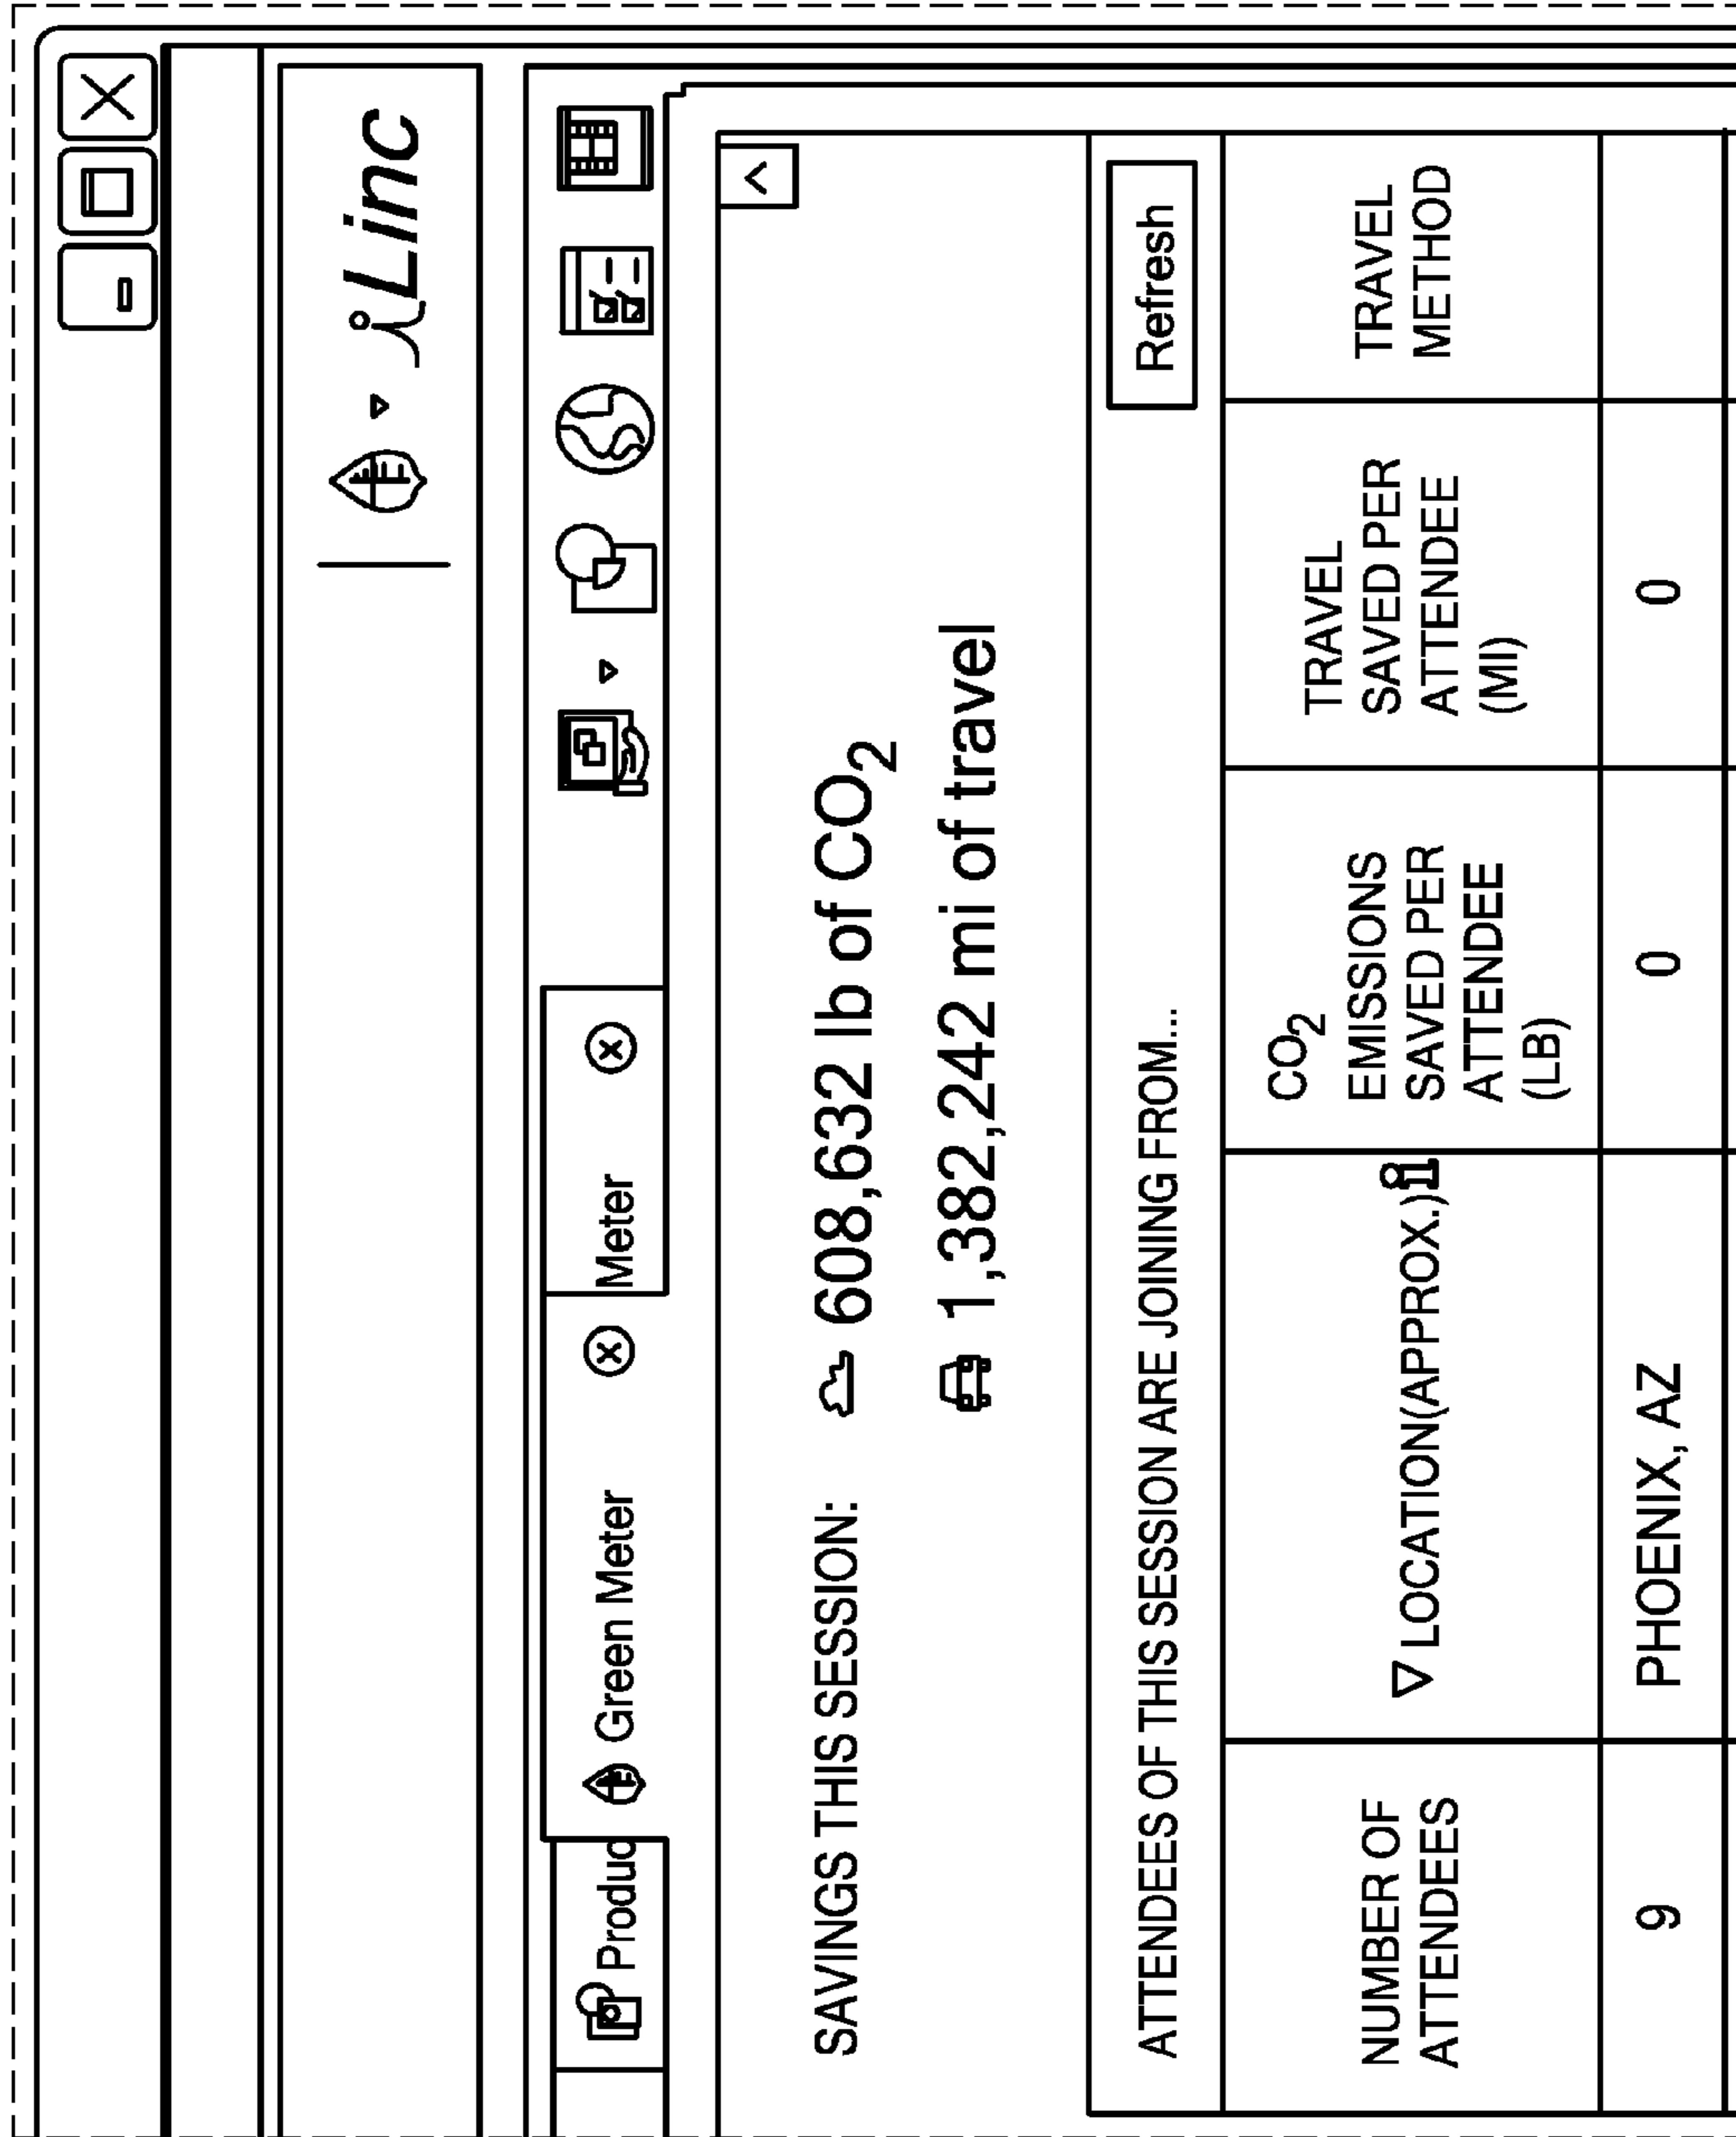 Linc
Produc
Green Meter
Meter
SAVINGS THIS SESSION:
608,632 lb of CO₂
1,382,242 mi of travel
ATTENDEES OF THIS SESSION ARE JOINING FROM...
Refresh
NUMBER OF
ATTENDEES
▽ LOCATION(APPROX.)
CO₂
EMISSIONS
SAVED PER
ATTENDEE
(LB)
TRAVEL
SAVED PER
ATTENDEE
(MI)
TRAVEL
METHOD
9
PHOENIX, AZ
0
0